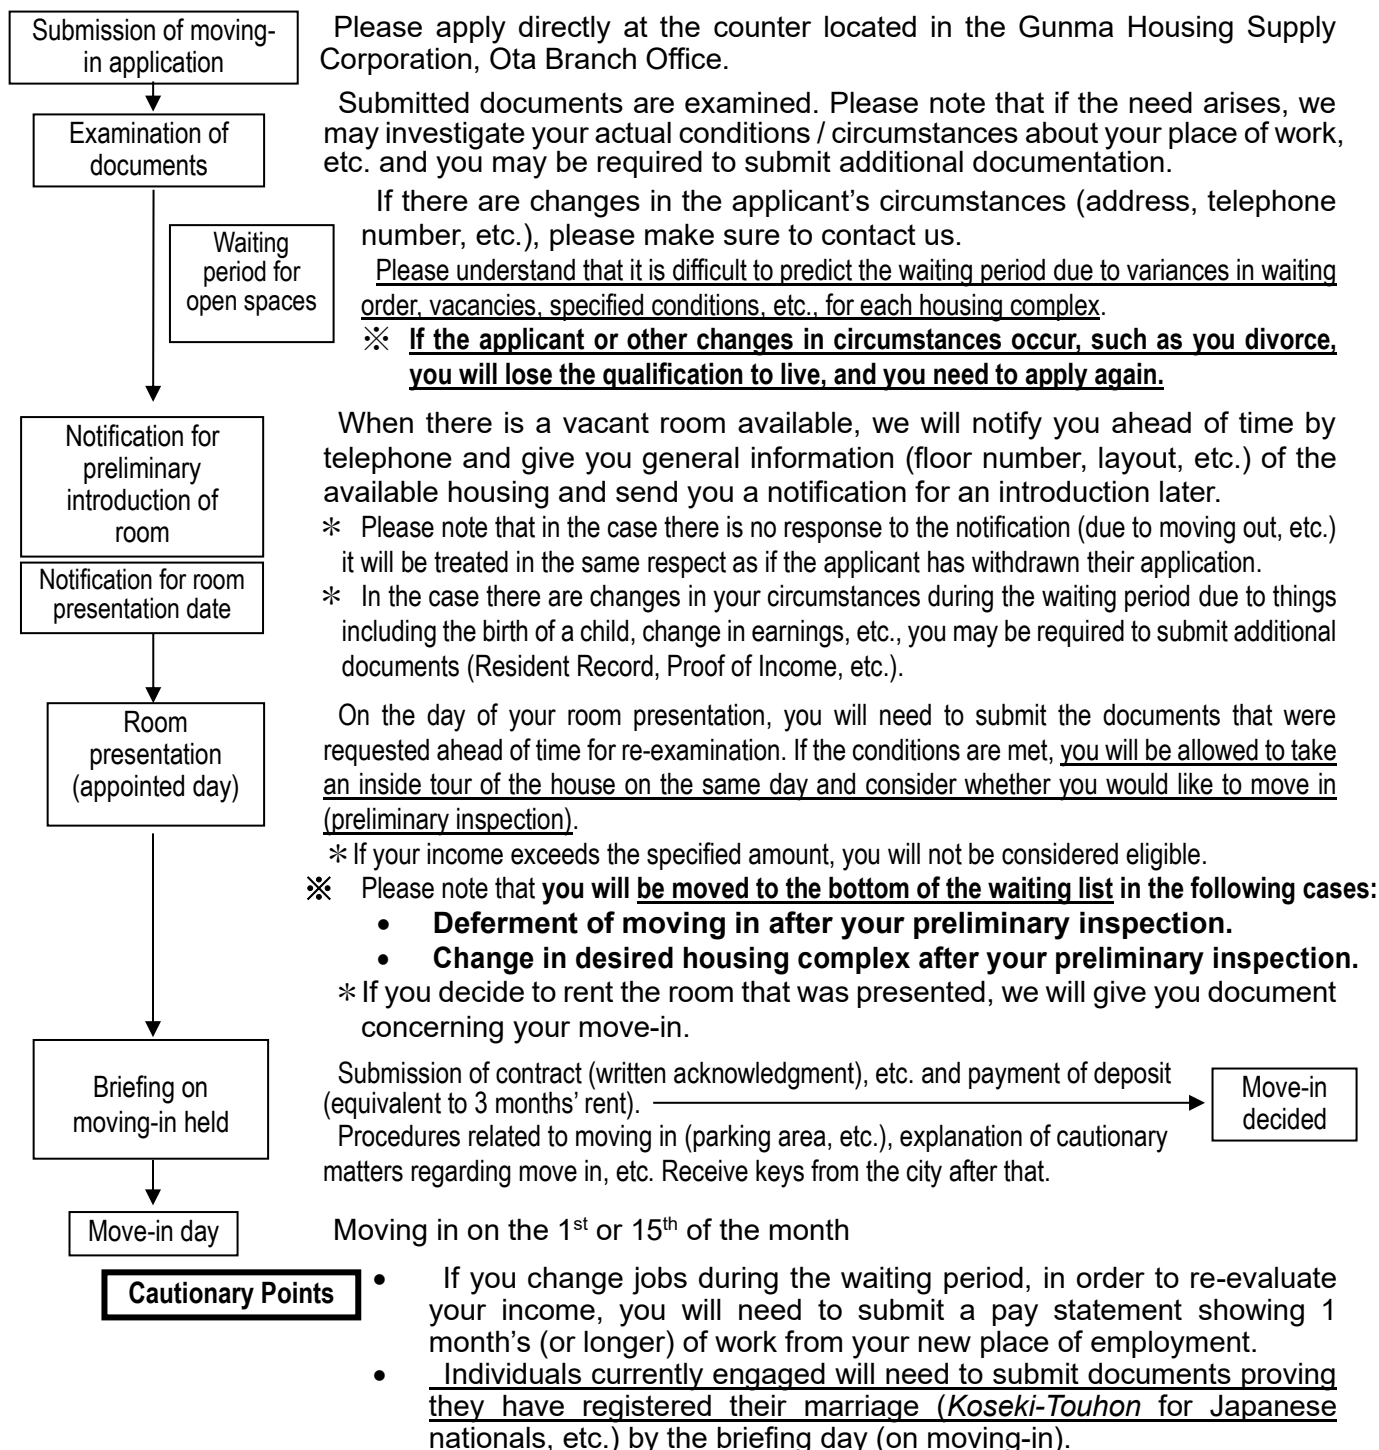 Submission of moving-
in application
Please apply directly at the counter located in the Gunma Housing Supply
Corporation, Ota Branch Office.
Examination of
documents
Submitted documents are examined. Please note that if the need arises, we
may investigate your actual conditions / circumstances about your place of work,
etc. and you may be required to submit additional documentation.
Waiting
period for
open spaces
If there are changes in the applicant’s circumstances (address, telephone
number, etc.), please make sure to contact us.
Please understand that it is difficult to predict the waiting period due to variances in waiting
order, vacancies, specified conditions, etc., for each housing complex.
※ If the applicant or other changes in circumstances occur, such as you divorce,
you will lose the qualification to live, and you need to apply again.
Notification for
preliminary
introduction of
room
When there is a vacant room available, we will notify you ahead of time by
telephone and give you general information (floor number, layout, etc.) of the
available housing and send you a notification for an introduction later.
＊ Please note that in the case there is no response to the notification (due to moving out, etc.)
it will be treated in the same respect as if the applicant has withdrawn their application.
Notification for room
presentation date
＊ In the case there are changes in your circumstances during the waiting period due to things
including the birth of a child, change in earnings, etc., you may be required to submit additional
documents (Resident Record, Proof of Income, etc.).
Room
presentation
(appointed day)
On the day of your room presentation, you will need to submit the documents that were
requested ahead of time for re-examination. If the conditions are met, you will be allowed to take
an inside tour of the house on the same day and consider whether you would like to move in
(preliminary inspection).
＊If your income exceeds the specified amount, you will not be considered eligible.
※ Please note that you will be moved to the bottom of the waiting list in the following cases:
• Deferment of moving in after your preliminary inspection.
• Change in desired housing complex after your preliminary inspection.
＊If you decide to rent the room that was presented, we will give you document
concerning your move-in.
Briefing on
moving-in held
Submission of contract (written acknowledgment), etc. and payment of deposit
(equivalent to 3 months’ rent).
Move-in
decided
Procedures related to moving in (parking area, etc.), explanation of cautionary
matters regarding move in, etc. Receive keys from the city after that.
Move-in day
Moving in on the 1st or 15th of the month
Cautionary Points
• If you change jobs during the waiting period, in order to re-evaluate
your income, you will need to submit a pay statement showing 1
month’s (or longer) of work from your new place of employment.
• Individuals currently engaged will need to submit documents proving
they have registered their marriage (Koseki-Touhon for Japanese
nationals, etc.) by the briefing day (on moving-in).